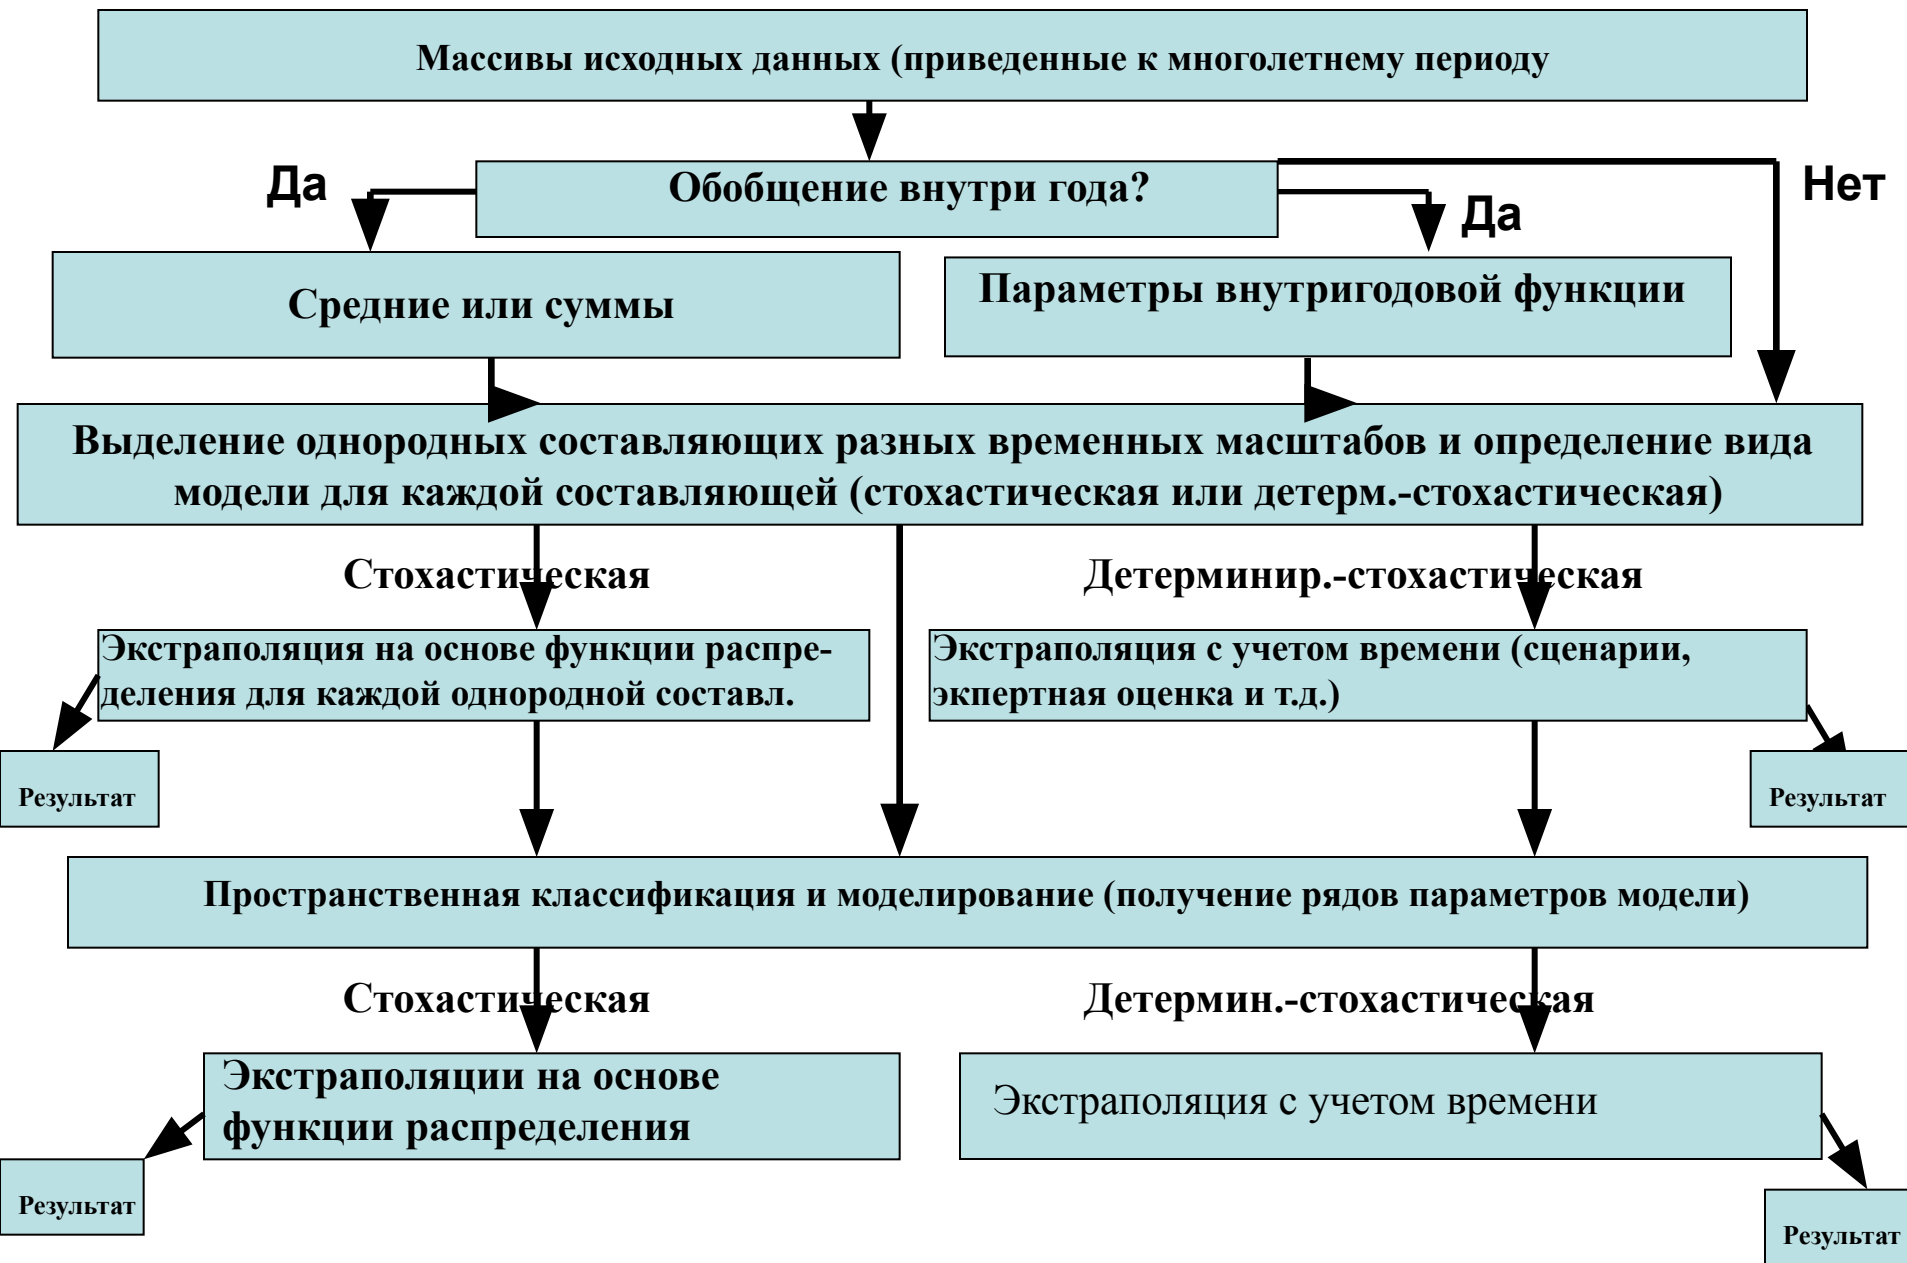 Массивы исходных данных (приведенные к многолетнему периоду
Да
Обобщение внутри года?
Да
Нет
Средние или суммы
Параметры внутригодовой функции
Выделение однородных составляющих разных временных масштабов и определение вида
модели для каждой составляющей (стохастическая или детерм.-стохастическая)
Стохастическая
Детерминир.-стохастическая
Экстраполяция на основе функции распре-
деления для каждой однородной составл.
Экстраполяция с учетом времени (сценарии,
экпертная оценка и т.д.)
Результат
Результат
Пространственная классификация и моделирование (получение рядов параметров модели)
Стохастическая
Детермин.-стохастическая
Экстраполяции на основе
функции распределения
Экстраполяция с учетом времени
Результат
Результат